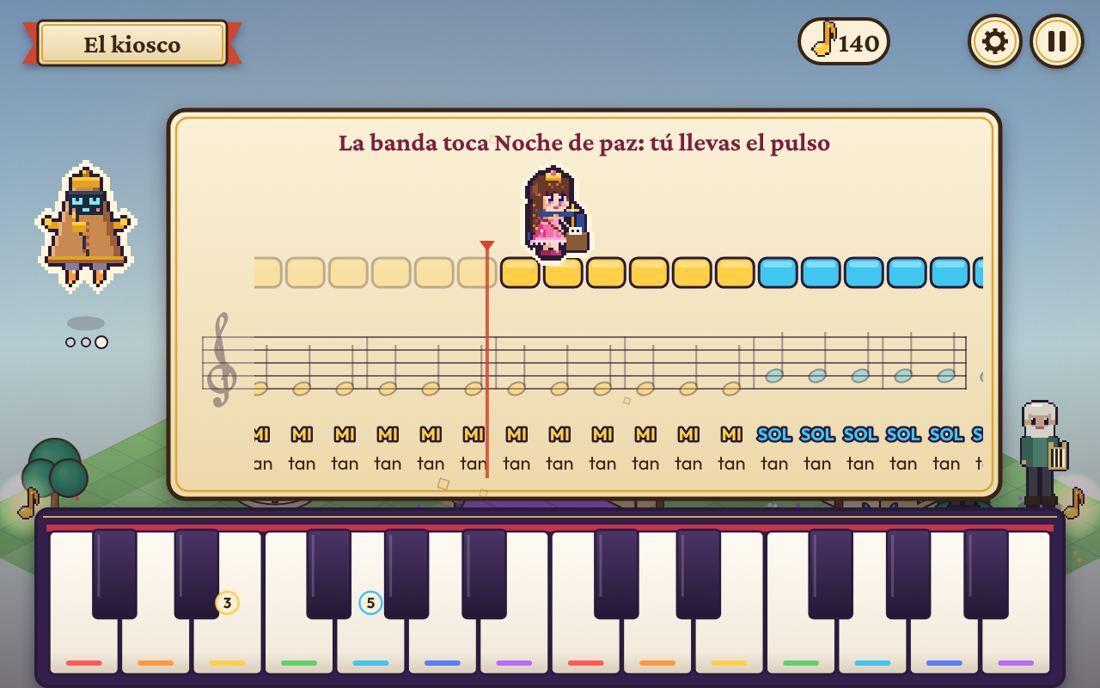 El kiosco
140
La banda toca Noche de paz: tú llevas el pulso
MI MI MI MI MI MI MI MI MI MI MI SOL SOL SOL SOL SOL
tan tan tan tan tan tan tan tan tan tan tan tan tan tan tan tan
3 5